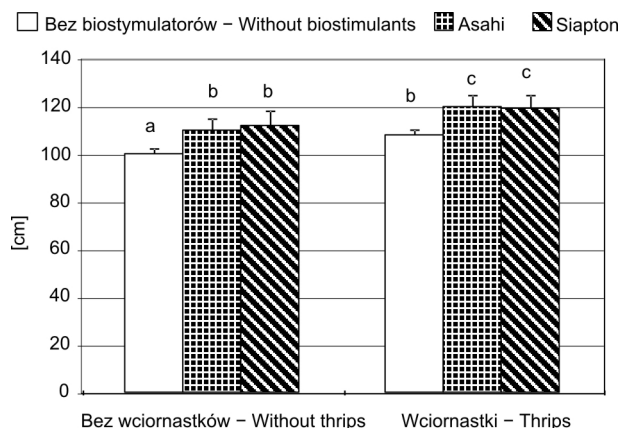 Bez biostymulatorów – Without biostimulants Asahi Siapton
140
120
100
80
60
40
20
0
[cm]
a b b b c c
Bez wciornastków – Without thrips Wciornastki – Thrips